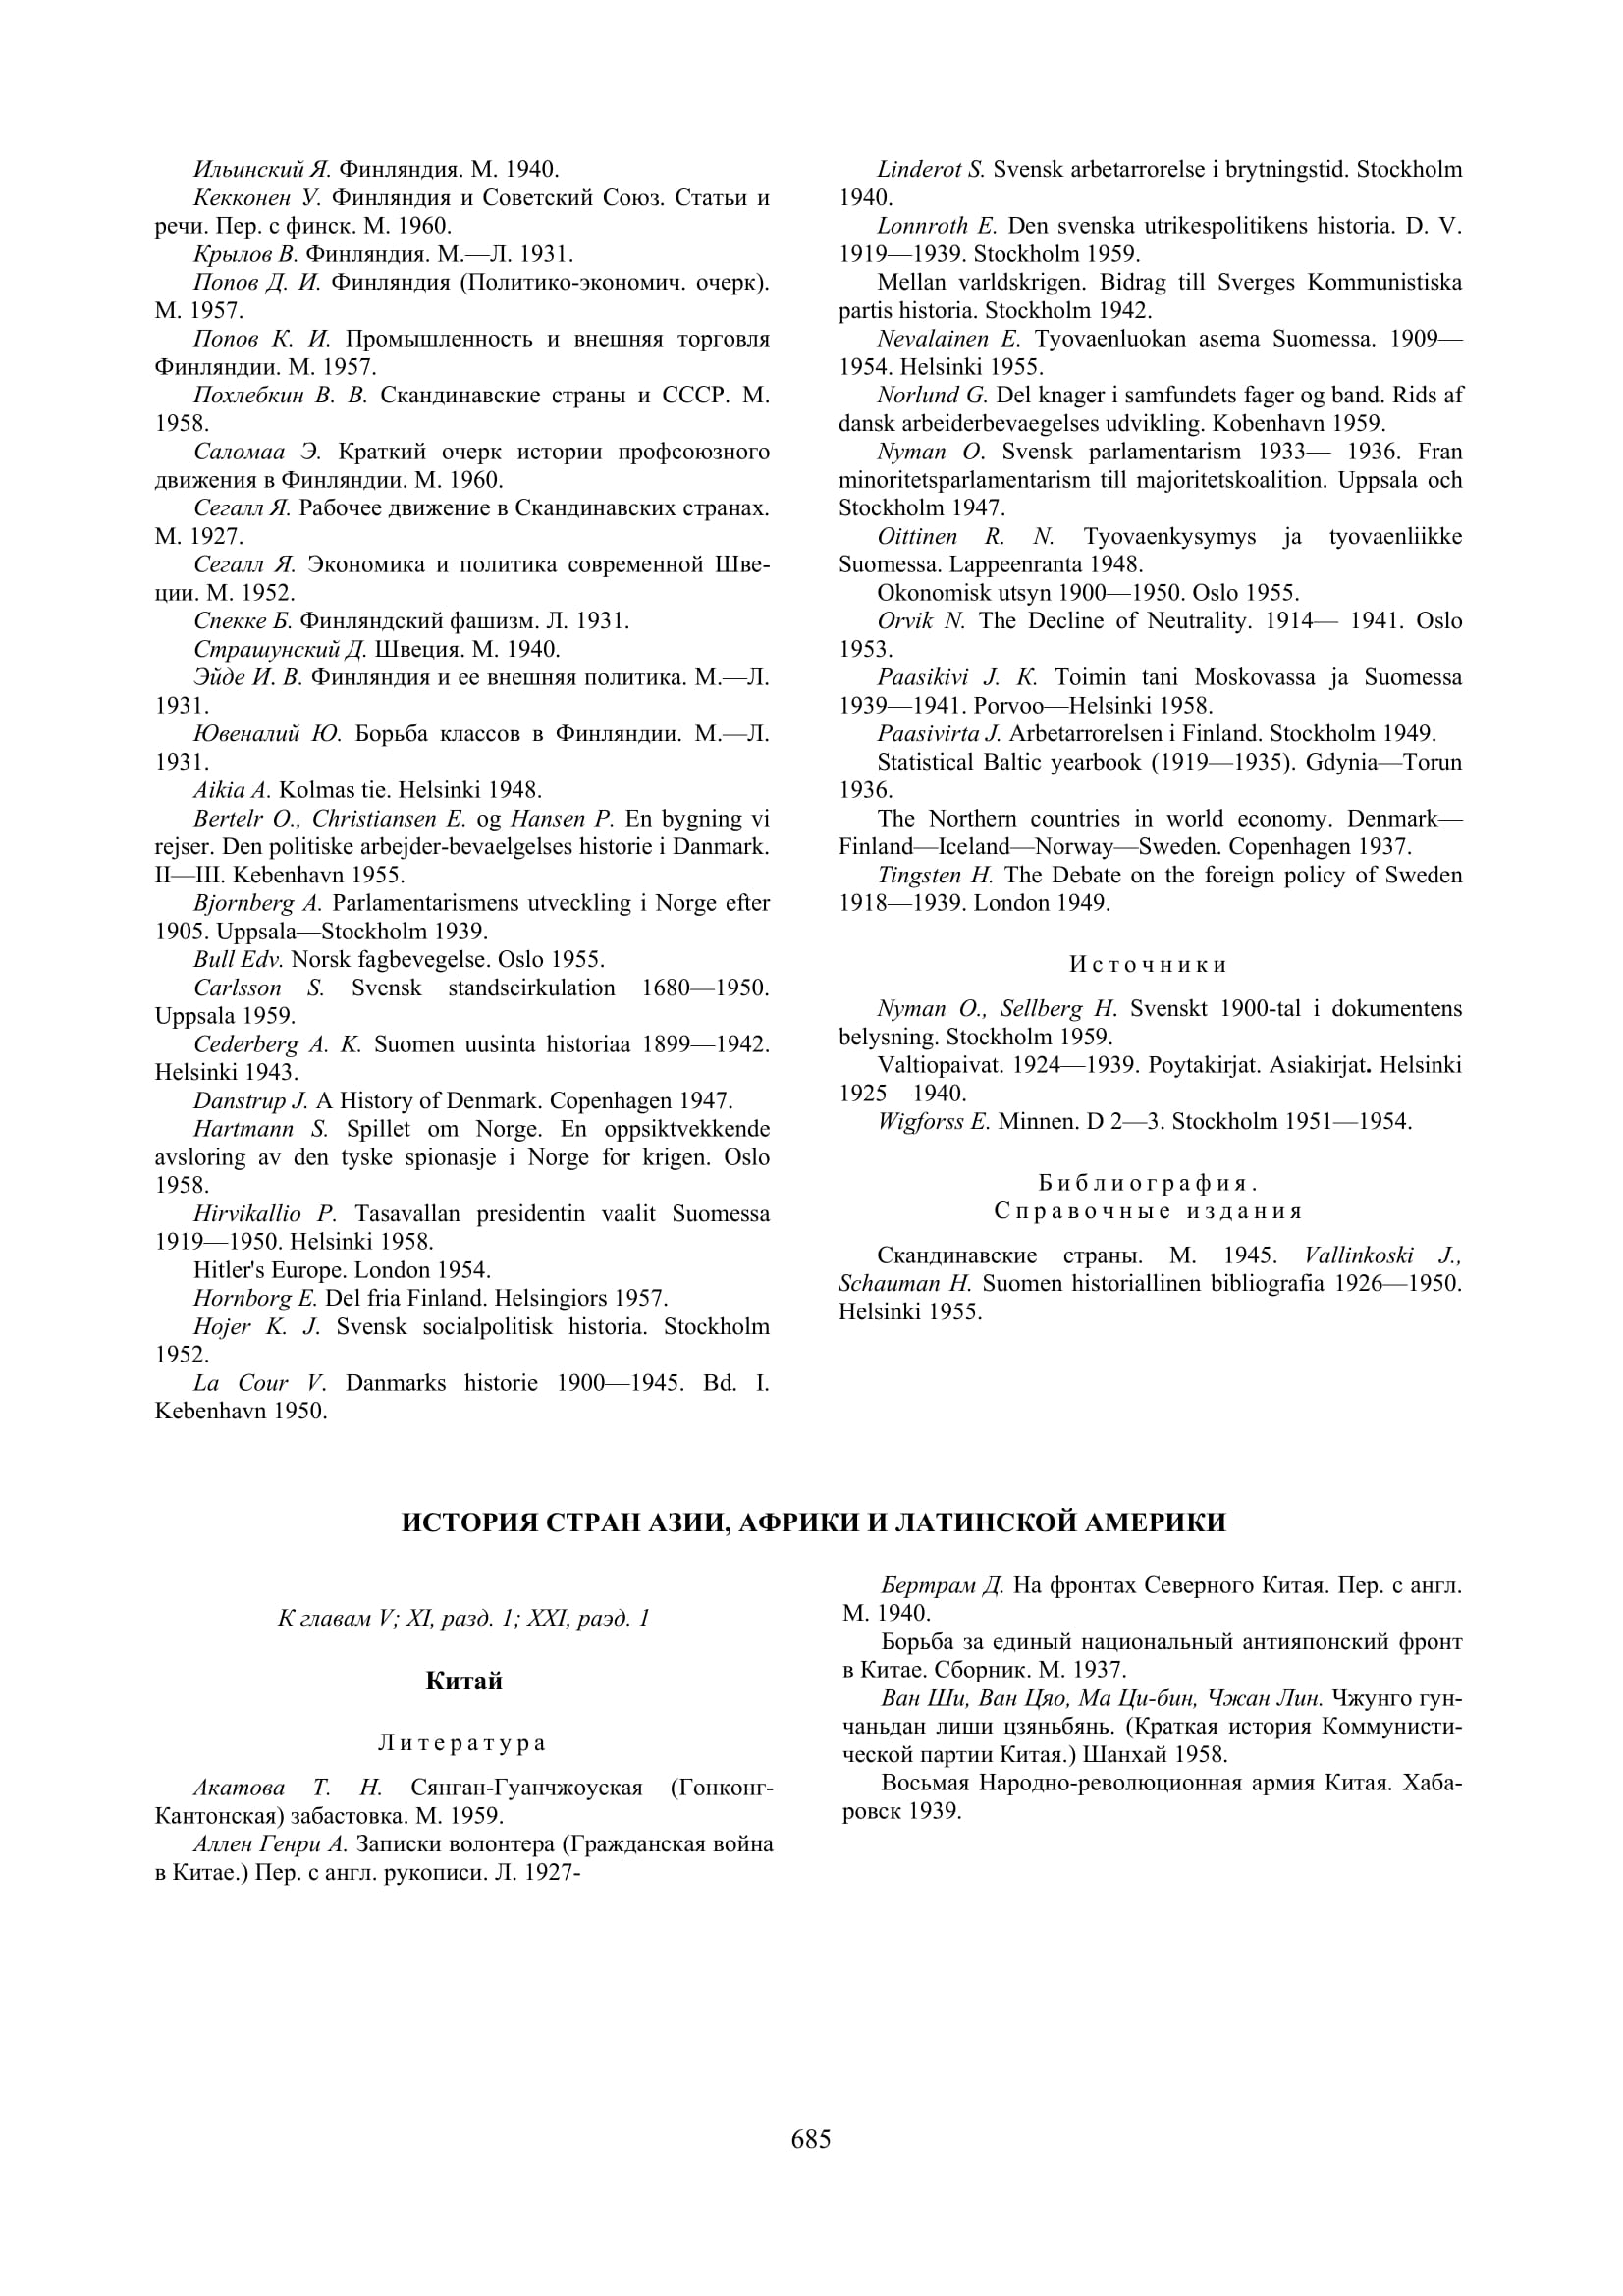 Ильинский Я. Финляндия. М. 1940.
Кекконен У. Финляндия и Советский Союз. Статьи и
речи. Пер. с финск. М. 1960.
Крылов В. Финляндия. М.—Л. 1931.
Попов Д. И. Финляндия (Политико-экономич. очерк).
М. 1957.
Попов К. И. Промышленность и внешняя торговля
Финляндии. М. 1957.
Похлебкин В. В. Скандинавские страны и СССР. М.
1958.
Саломаа Э. Краткий очерк истории профсоюзного
движения в Финляндии. М. 1960.
Сегалл Я. Рабочее движение в Скандинавских странах.
М. 1927.
Сегалл Я. Экономика и политика современной Шве-
ции. М. 1952.
Спекке Б. Финляндский фашизм. Л. 1931.
Страшунский Д. Швеция. М. 1940.
Эйде И. В. Финляндия и ее внешняя политика. М.—Л.
1931.
Ювеналий Ю. Борьба классов в Финляндии. М.—Л.
1931.
Aikia A. Kolmas tie. Helsinki 1948.
Bertelr O., Christiansen E. og Hansen P. En bygning vi
rejser. Den politiske arbejder-bevaelgelses historie i Danmark.
II—III. Kebenhavn 1955.
Bjornberg A. Parlamentarismens utveckling i Norge efter
1905. Uppsala—Stockholm 1939.
Bull Edv. Norsk fagbevegelse. Oslo 1955.
Carlsson S. Svensk standscirkulation 1680—1950.
Uppsala 1959.
Cederberg A. K. Suomen uusinta historiaa 1899—1942.
Helsinki 1943.
Danstrup J. A History of Denmark. Copenhagen 1947.
Hartmann S. Spillet om Norge. En oppsiktvekkende
avsloring av den tyske spionasje i Norge for krigen. Oslo
1958.
Hirvikallio P. Tasavallan presidentin vaalit Suomessa
1919—1950. Helsinki 1958.
Hitler's Europe. London 1954.
Hornborg E. Del fria Finland. Helsingiors 1957.
Hojer K. J. Svensk socialpolitisk historia. Stockholm
1952.
La Cour V. Danmarks historie 1900—1945. Bd. I.
Kebenhavn 1950.
Linderot S. Svensk arbetarrorelse i brytningstid. Stockholm
1940.
Lonnroth E. Den svenska utrikespolitikens historia. D. V.
1919—1939. Stockholm 1959.
Mellan varldskrigen. Bidrag till Sverges Kommunistiska
partis historia. Stockholm 1942.
Nevalainen E. Tyovaenluokan asema Suomessa. 1909—
1954. Helsinki 1955.
Norlund G. Del knager i samfundets fager og band. Rids af
dansk arbeiderbevaegelses udvikling. Kobenhavn 1959.
Nyman O. Svensk parlamentarism 1933— 1936. Fran
minoritetsparlamentarism till majoritetskoalition. Uppsala och
Stockholm 1947.
Oittinen R. N. Tyovaenkysymys ja tyovaenliikke
Suomessa. Lappeenranta 1948.
Okonomisk utsyn 1900—1950. Oslo 1955.
Orvik N. The Decline of Neutrality. 1914— 1941. Oslo
1953.
Paasikivi J. K. Toimin tani Moskovassa ja Suomessa
1939—1941. Porvoo—Helsinki 1958.
Paasivirta J. Arbetarrorelsen i Finland. Stockholm 1949.
Statistical Baltic yearbook (1919—1935). Gdynia—Torun
1936.
The Northern countries in world economy. Denmark—
Finland—Iceland—Norway—Sweden. Copenhagen 1937.
Tingsten H. The Debate on the foreign policy of Sweden
1918—1939. London 1949.
Источники
Nyman O., Sellberg H. Svenskt 1900-tal i dokumentens
belysning. Stockholm 1959.
Valtiopaivat. 1924—1939. Poytakirjat. Asiakirjat. Helsinki
1925—1940.
Wigforss E. Minnen. D 2—3. Stockholm 1951—1954.
Библиография.
Справочные издания
Скандинавские страны. М. 1945. Vallinkoski J.,
Schauman H. Suomen historiallinen bibliografia 1926—1950.
Helsinki 1955.
ИСТОРИЯ СТРАН АЗИИ, АФРИКИ И ЛАТИНСКОЙ АМЕРИКИ
К главам V; XI, разд. 1; XXI, раэд. 1
Китай
Литература
Акатова Т. Н. Сянган-Гуанчжоуская (Гонконг-
Кантонская) забастовка. М. 1959.
Аллен Генри А. Записки волонтера (Гражданская война
в Китае.) Пер. с англ. рукописи. Л. 1927-
Бертрам Д. На фронтах Северного Китая. Пер. с англ.
М. 1940.
Борьба за единый национальный антияпонский фронт
в Китае. Сборник. М. 1937.
Ван Ши, Ван Цяо, Ма Ци-бин, Чжан Лин. Чжунго гун-
чаньдан лиши цзяньбянь. (Краткая история Коммунисти-
ческой партии Китая.) Шанхай 1958.
Восьмая Народно-революционная армия Китая. Хаба-
ровск 1939.
685